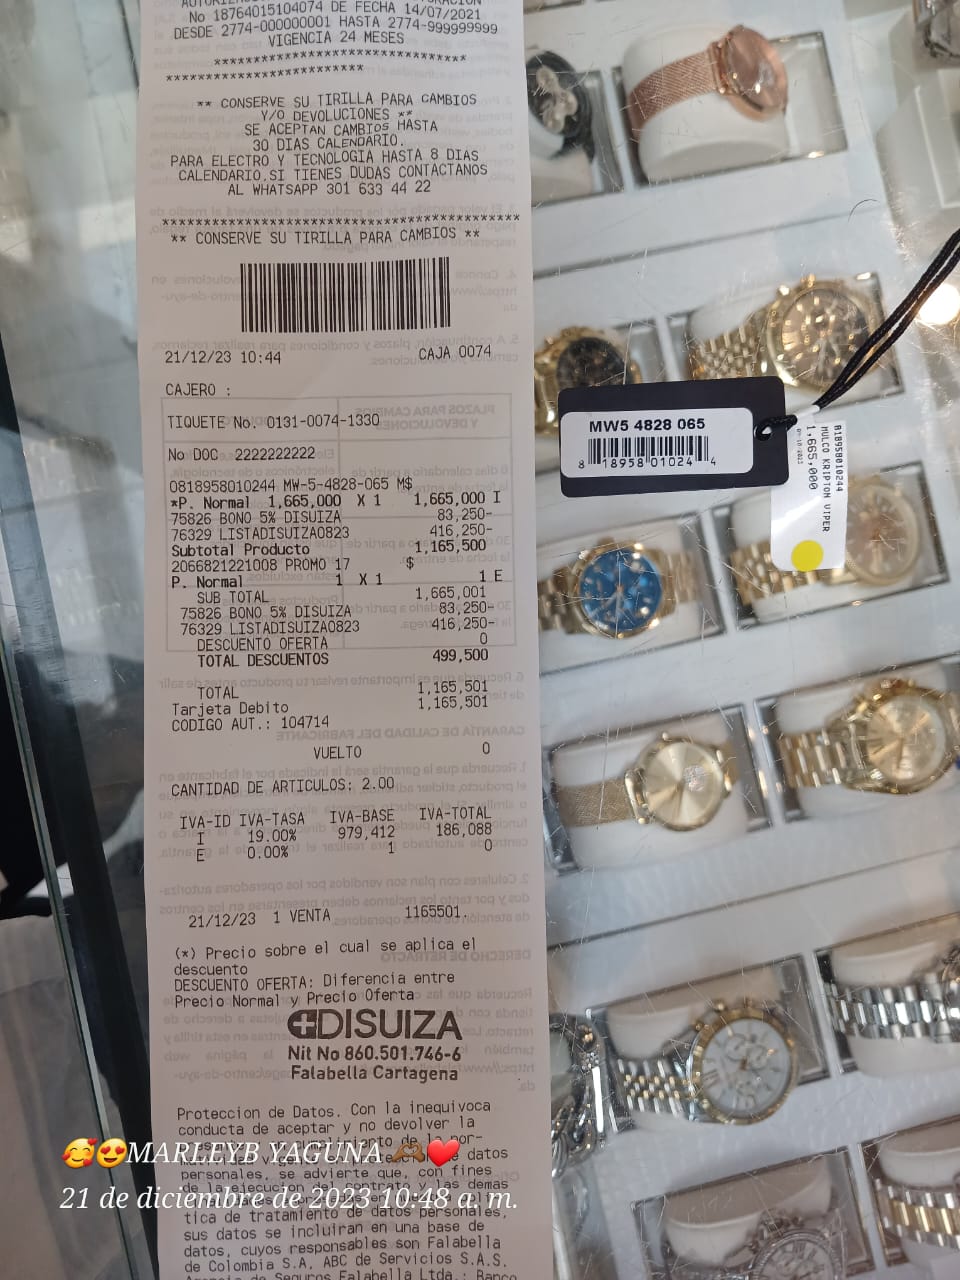 No 18764015104074 DE FECHA 14/07/2021
DESDE 2774-000000001 HASTA 2774-999999999
VIGENCIA 24 MESES
** CONSERVE SU TIRILLA PARA CAMBIOS
Y/O DEVOLUCIONES **
SE ACEPTAN CAMBIOS HASTA
30 DIAS CALENDARIO.
PARA ELECTRO Y TECNOLOGIA HASTA 8 DIAS
CALENDARIO.SI TIENES DUDAS CONTACTANOS
AL WHATSAPP 301 633 44 22
** CONSERVE SU TIRILLA PARA CAMBIOS **
21/12/23 10:44 CAJA 0074
CAJERO :
TIQUETE No. 0131-0074-1330
No DOC 2222222222
0818958010244 MW-5-4828-065 M$
*P. Normal 1,665,000 X 1 1,665,000 I
75826 BONO 5% DISUIZA 83,250-
76329 LISTADISUIZA0823 416,250-
Subtotal Producto 1,165,500
2066821221008 PROMO 17 $
P. Normal 1 X 1 1 E
SUB TOTAL 1,665,001
75826 BONO 5% DISUIZA 83,250-
76329 LISTADISUIZA0823 416,250-
DESCUENTO OFERTA 0
TOTAL DESCUENTOS 499,500
TOTAL 1,165,501
Tarjeta Debito 1,165,501
CODIGO AUT.: 104714
VUELTO 0
CANTIDAD DE ARTICULOS: 2.00
IVA-ID IVA-TASA IVA-BASE IVA-TOTAL
I 19.00% 979,412 186,088
E 0.00% 1 0
21/12/23 1 VENTA 1165501.
(*) Precio sobre el cual se aplica el
descuento
DESCUENTO OFERTA: Diferencia entre
Precio Normal y Precio Oferta
DISUIZA
Nit No 860.501.746-6
Falabella Cartagena
Proteccion de Datos. Con la inequivoca
conducta de aceptar y no devolver la
datos
personales, se advierte que, con fines
de la ejecucion del contrato y las demas
tica de tratamiento de datos personales,
sus datos se incluiran en una base de
datos, cuyos responsables son Falabella
de Colombia S.A. ABC de Servicios S.A.S.
Agencia de Seguros Falabella Ltda.; Banco
MW5 4828 065
8 18958 01024 4
818958010244
MULCO KRIPTON VIPER
1,665,000
🥰😍MARLEYB YAGUNA 🫶🏽❤️
21 de diciembre de 2023 10:48 a. m.